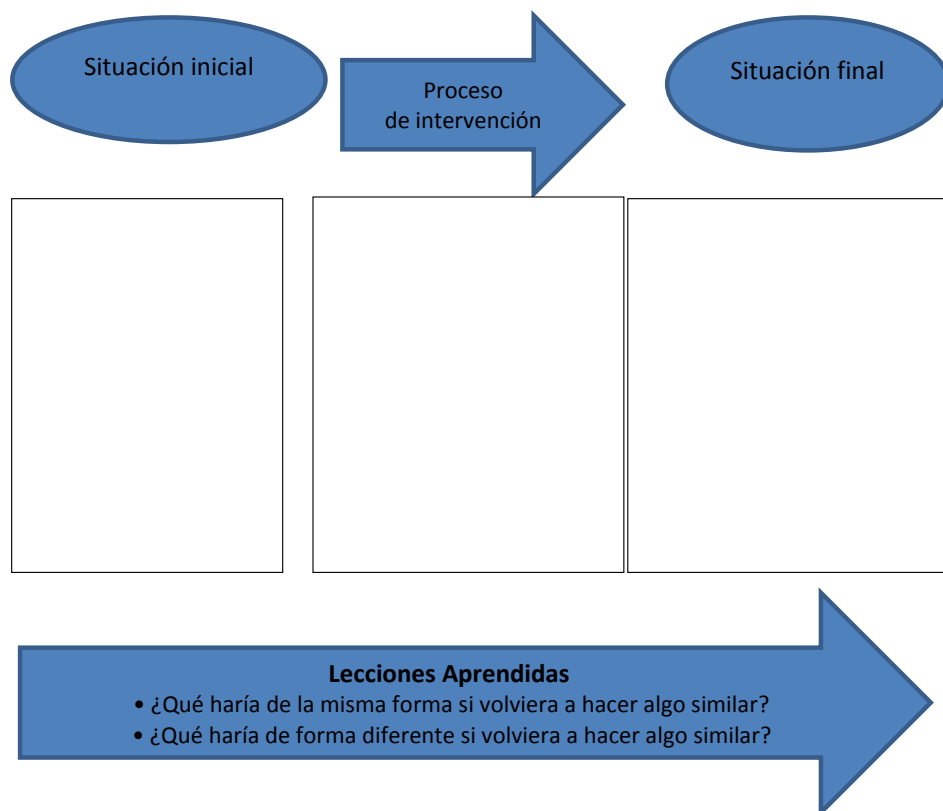 Situación inicial
Proceso
de intervención
Situación final
Lecciones Aprendidas
• ¿Qué haría de la misma forma si volviera a hacer algo similar?
• ¿Qué haría de forma diferente si volviera a hacer algo similar?